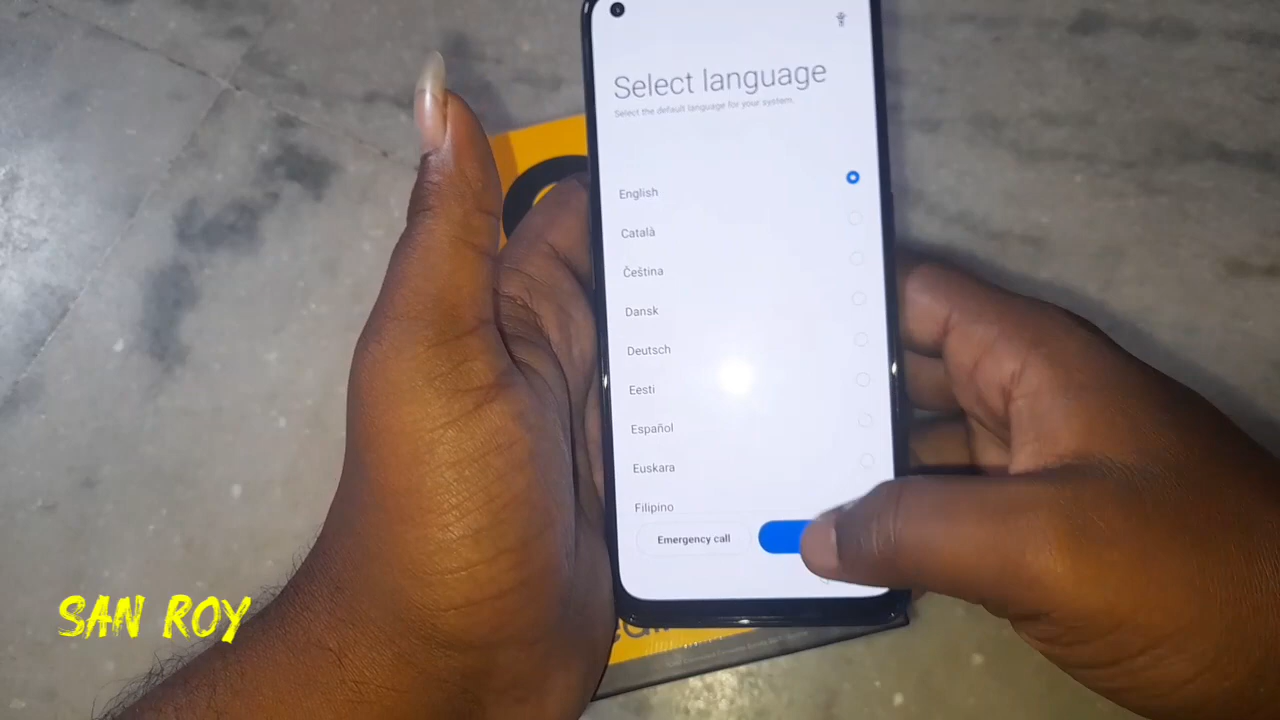 Select language
Select the default language for your system.
English
Català
Čeština
Dansk
Deutsch
Eesti
Español
Euskara
Filipino
Emergency call
SAN ROY